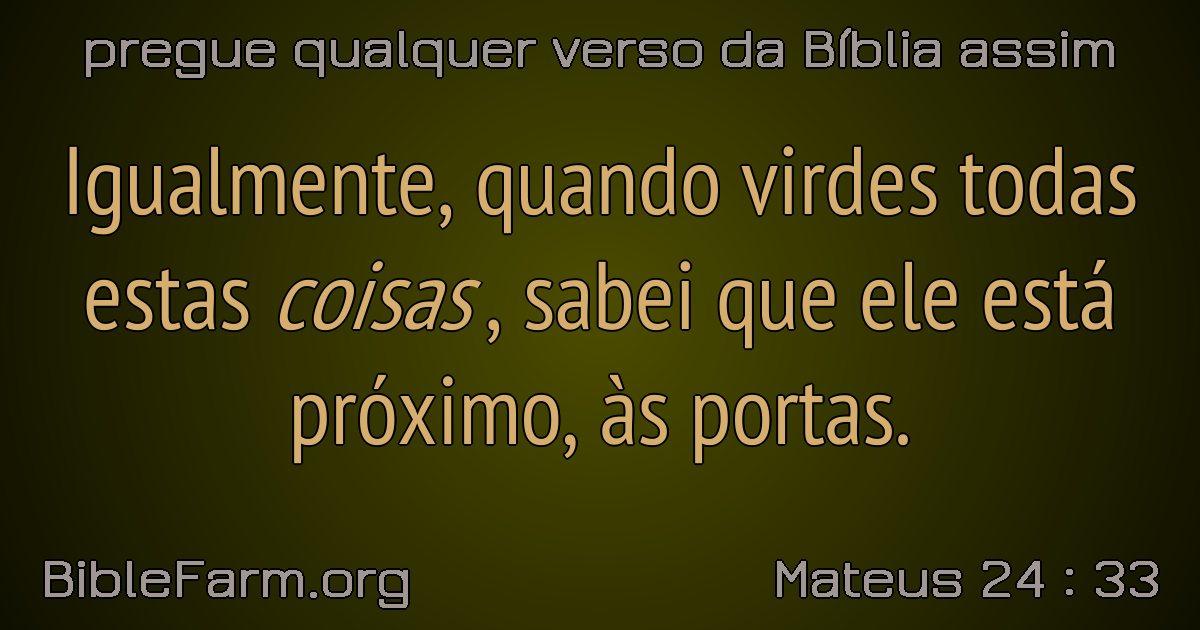 pregue qualquer verso da Bíblia assim
Igualmente, quando virdes todas
estas coisas, sabei que ele está
próximo, às portas.
BibleFarm.org
Mateus 24 : 33